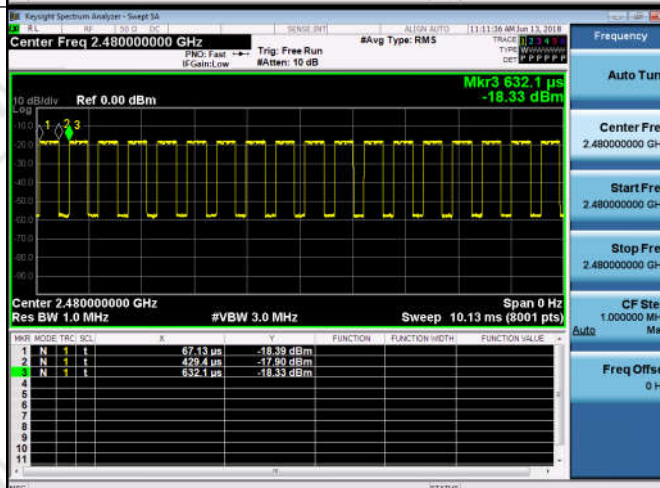 Keysight Spectrum Analyzer - Swept SA
RL RF 50 Ω DC SENSE:INT ALIGN AUTO 11:11:36 AM Jun 13, 2018
Center Freq 2.480000000 GHz
PNO: Fast
IFGain:Low
Trig: Free Run
#Atten: 10 dB
#Avg Type: RMS
TRACE 1 2 3 4 5 6
TYPE W
DET P P P P P P
Mkr3 632.1 µs
-18.33 dBm
10 dB/div Ref 0.00 dBm
Log
-10.0
-20.0
-30.0
-40.0
-50.0
-60.0
-70.0
-80.0
-90.0
1 2 3
Center 2.480000000 GHz Span 0 Hz
Res BW 1.0 MHz #VBW 3.0 MHz Sweep 10.13 ms (8001 pts)
MKR MODE TRC SCL X Y FUNCTION FUNCTION WIDTH FUNCTION VALUE
1 N 1 t 67.13 µs -18.39 dBm
2 N 1 t 429.4 µs -17.90 dBm
3 N 1 t 632.1 µs -18.33 dBm
4
5
6
7
8
9
10
11
MSG STATUS
Frequency
Auto Tun
Center Fre
2.480000000 GH
Start Fre
2.480000000 GH
Stop Fre
2.480000000 GH
CF Ste
1.000000 MH
Auto Ma
Freq Offse
0 H